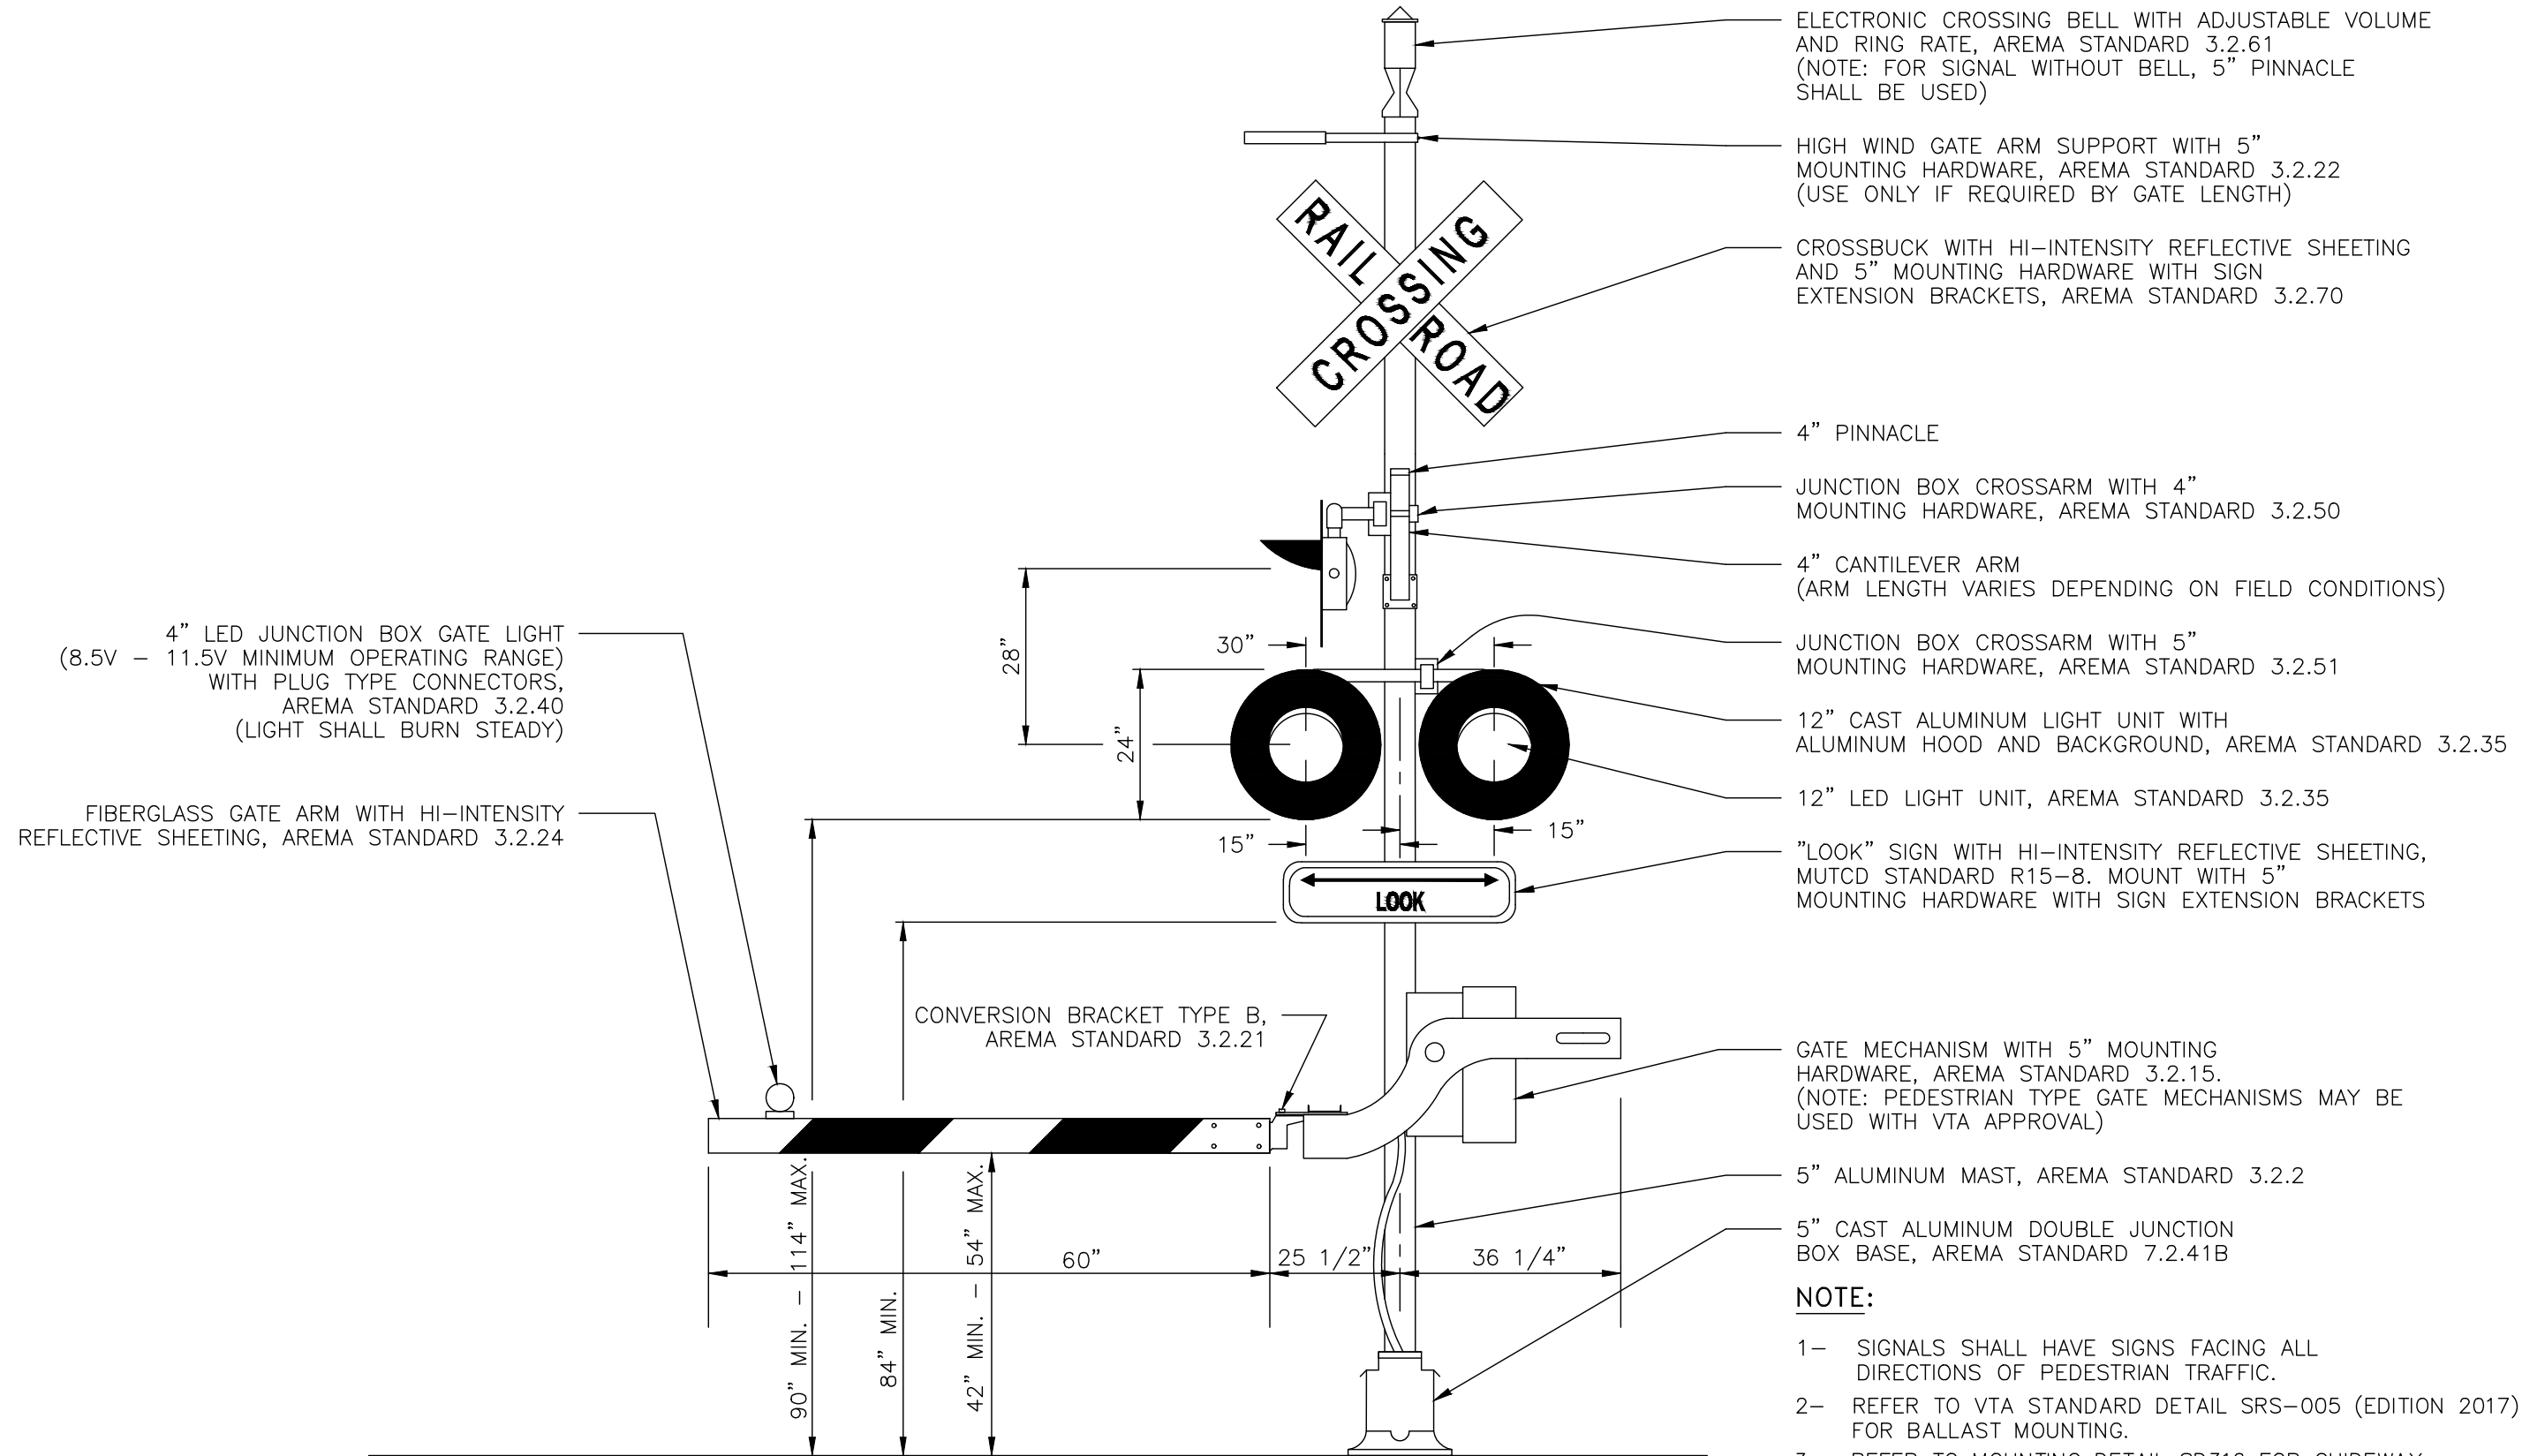 ELECTRONIC CROSSING BELL WITH ADJUSTABLE VOLUME
AND RING RATE, AREMA STANDARD 3.2.61
(NOTE: FOR SIGNAL WITHOUT BELL, 5” PINNACLE
SHALL BE USED)
HIGH WIND GATE ARM SUPPORT WITH 5”
MOUNTING HARDWARE, AREMA STANDARD 3.2.22
(USE ONLY IF REQUIRED BY GATE LENGTH)
RAIL ROAD
CROSSING
CROSSBUCK WITH HI–INTENSITY REFLECTIVE SHEETING
AND 5” MOUNTING HARDWARE WITH SIGN
EXTENSION BRACKETS, AREMA STANDARD 3.2.70
4” PINNACLE
JUNCTION BOX CROSSARM WITH 4”
MOUNTING HARDWARE, AREMA STANDARD 3.2.50
4” CANTILEVER ARM
(ARM LENGTH VARIES DEPENDING ON FIELD CONDITIONS)
4” LED JUNCTION BOX GATE LIGHT
(8.5V – 11.5V MINIMUM OPERATING RANGE)
WITH PLUG TYPE CONNECTORS,
AREMA STANDARD 3.2.40
(LIGHT SHALL BURN STEADY)
28”
30”
24”
JUNCTION BOX CROSSARM WITH 5”
MOUNTING HARDWARE, AREMA STANDARD 3.2.51
12” CAST ALUMINUM LIGHT UNIT WITH
ALUMINUM HOOD AND BACKGROUND, AREMA STANDARD 3.2.35
12” LED LIGHT UNIT, AREMA STANDARD 3.2.35
FIBERGLASS GATE ARM WITH HI–INTENSITY
REFLECTIVE SHEETING, AREMA STANDARD 3.2.24
15”
15”
LOOK
”LOOK” SIGN WITH HI–INTENSITY REFLECTIVE SHEETING,
MUTCD STANDARD R15–8. MOUNT WITH 5”
MOUNTING HARDWARE WITH SIGN EXTENSION BRACKETS
CONVERSION BRACKET TYPE B,
AREMA STANDARD 3.2.21
GATE MECHANISM WITH 5” MOUNTING
HARDWARE, AREMA STANDARD 3.2.15.
(NOTE: PEDESTRIAN TYPE GATE MECHANISMS MAY BE
USED WITH VTA APPROVAL)
5” ALUMINUM MAST, AREMA STANDARD 3.2.2
5” CAST ALUMINUM DOUBLE JUNCTION
BOX BASE, AREMA STANDARD 7.2.41B
90” MIN. – 114” MAX.
84” MIN.
42” MIN. – 54” MAX.
60”
25 1/2”
36 1/4”
NOTE:
1– SIGNALS SHALL HAVE SIGNS FACING ALL
DIRECTIONS OF PEDESTRIAN TRAFFIC.
2– REFER TO VTA STANDARD DETAIL SRS–005 (EDITION 2017)
FOR BALLAST MOUNTING.